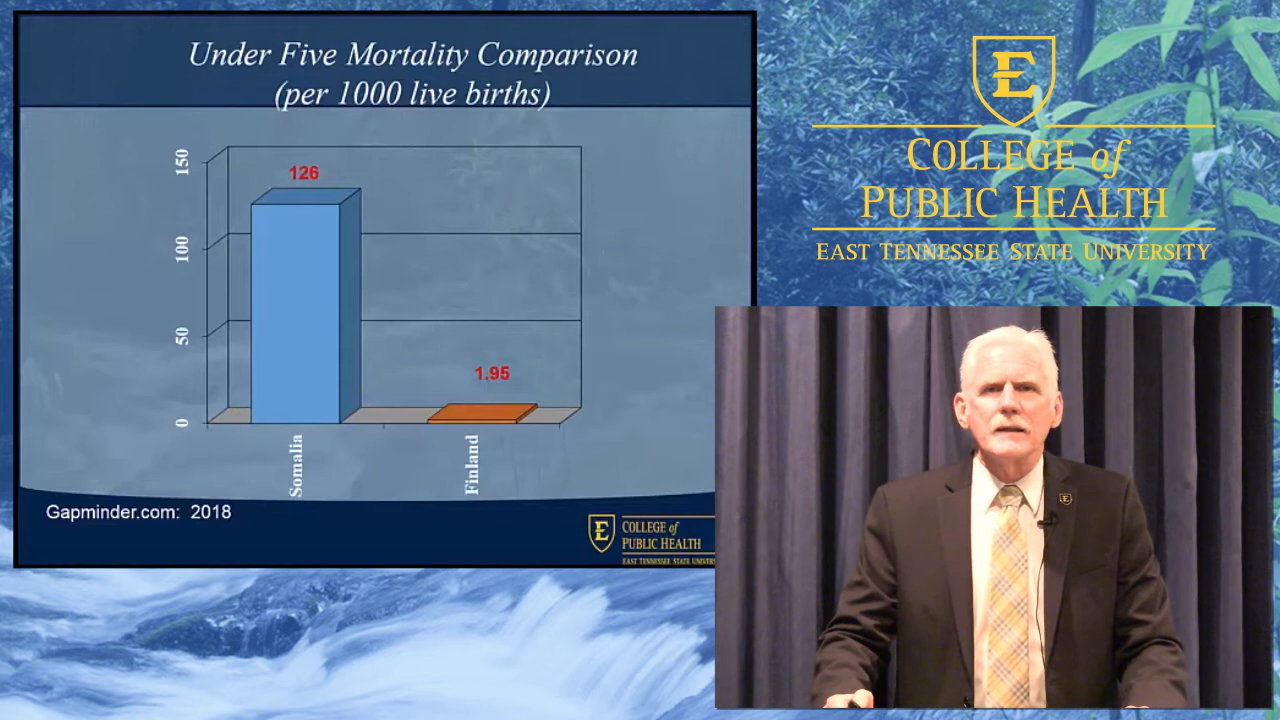 Under Five Mortality Comparison
(per 1000 live births)
150
100
50
0
126
1.95
Somalia
Finland
Gapminder.com: 2018
E
COLLEGE of
PUBLIC HEALTH
EAST TENNESSEE STATE
E
COLLEGE of
PUBLIC HEALTH
EAST TENNESSEE STATE UNIVERSITY